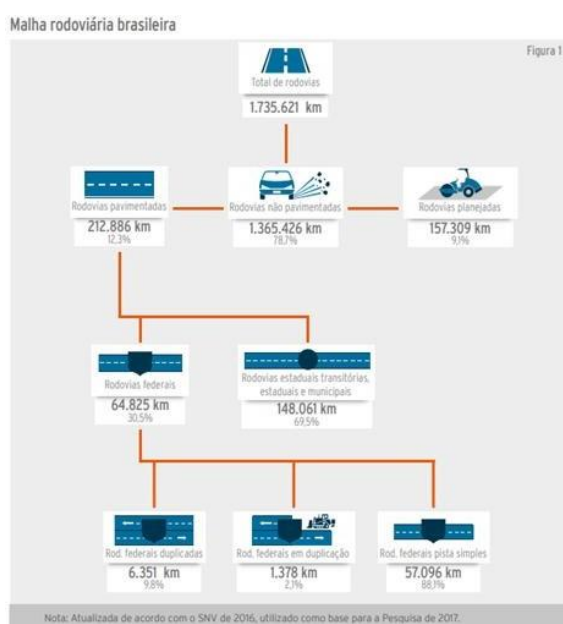 Malha rodoviária brasileira
Figura 1
Total de rodovias
1.735.621 km
Rodovias pavimentadas
212.886 km
12,3%
Rodovias não pavimentadas
1.365.426 km
78,7%
Rodovias planejadas
157.309 km
9,1%
Rodovias federais
64.825 km
30,5%
Rodovias estaduais transitórias,
estaduais e municipais
148.061 km
69,5%
Rod. federais duplicadas
6.351 km
9,8%
Rod. federais em duplicação
1.378 km
2,1%
Rod. federais pista simples
57.096 km
88,1%
Nota: Atualizada de acordo com o SNV de 2016, utilizado como base para a Pesquisa de 2017.